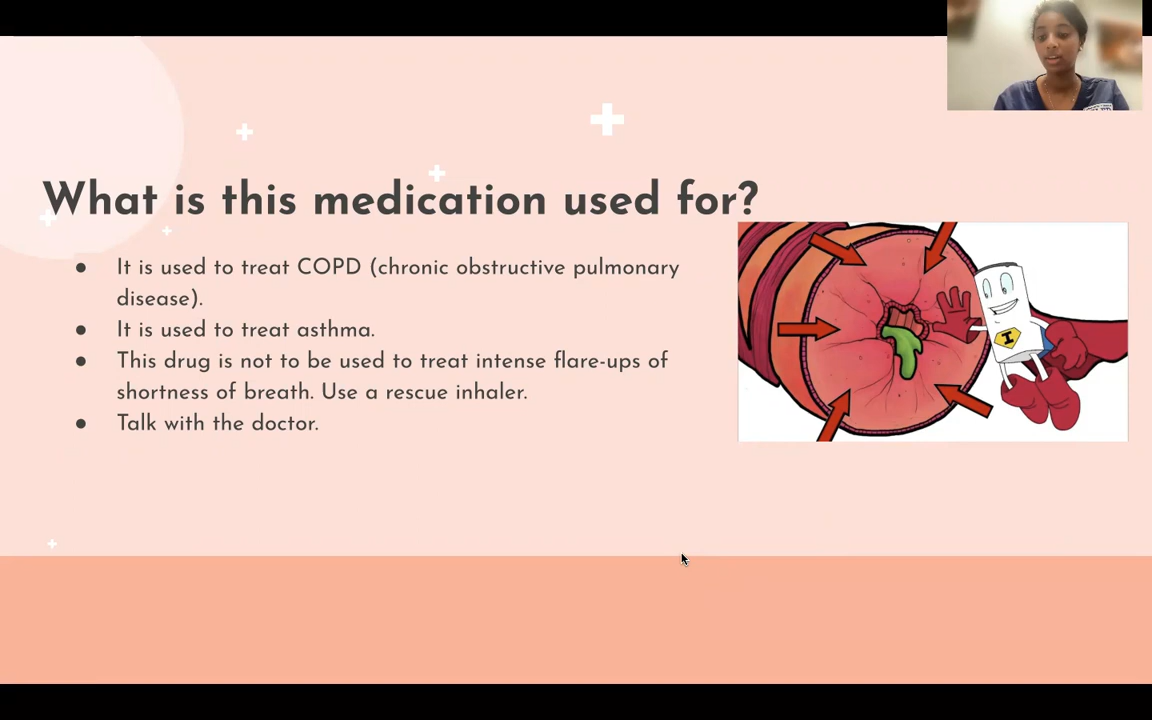 What is this medication used for?
● It is used to treat COPD (chronic obstructive pulmonary
disease).
● It is used to treat asthma.
● This drug is not to be used to treat intense flare-ups of
shortness of breath. Use a rescue inhaler.
● Talk with the doctor.
I